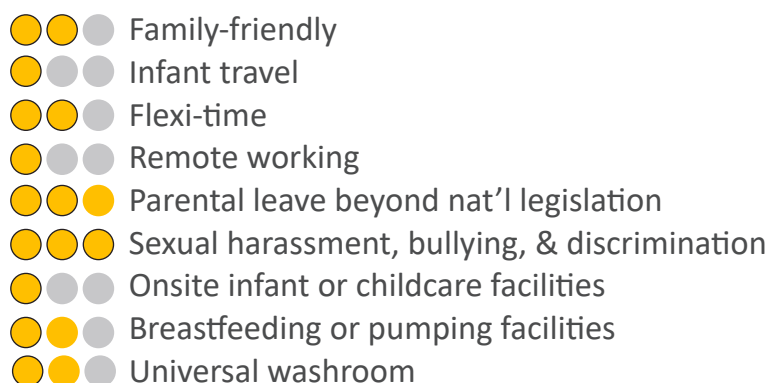 Family-friendly
Infant travel
Flexi-time
Remote working
Parental leave beyond nat’l legislation
Sexual harassment, bullying, & discrimination
Onsite infant or childcare facilities
Breastfeeding or pumping facilities
Universal washroom